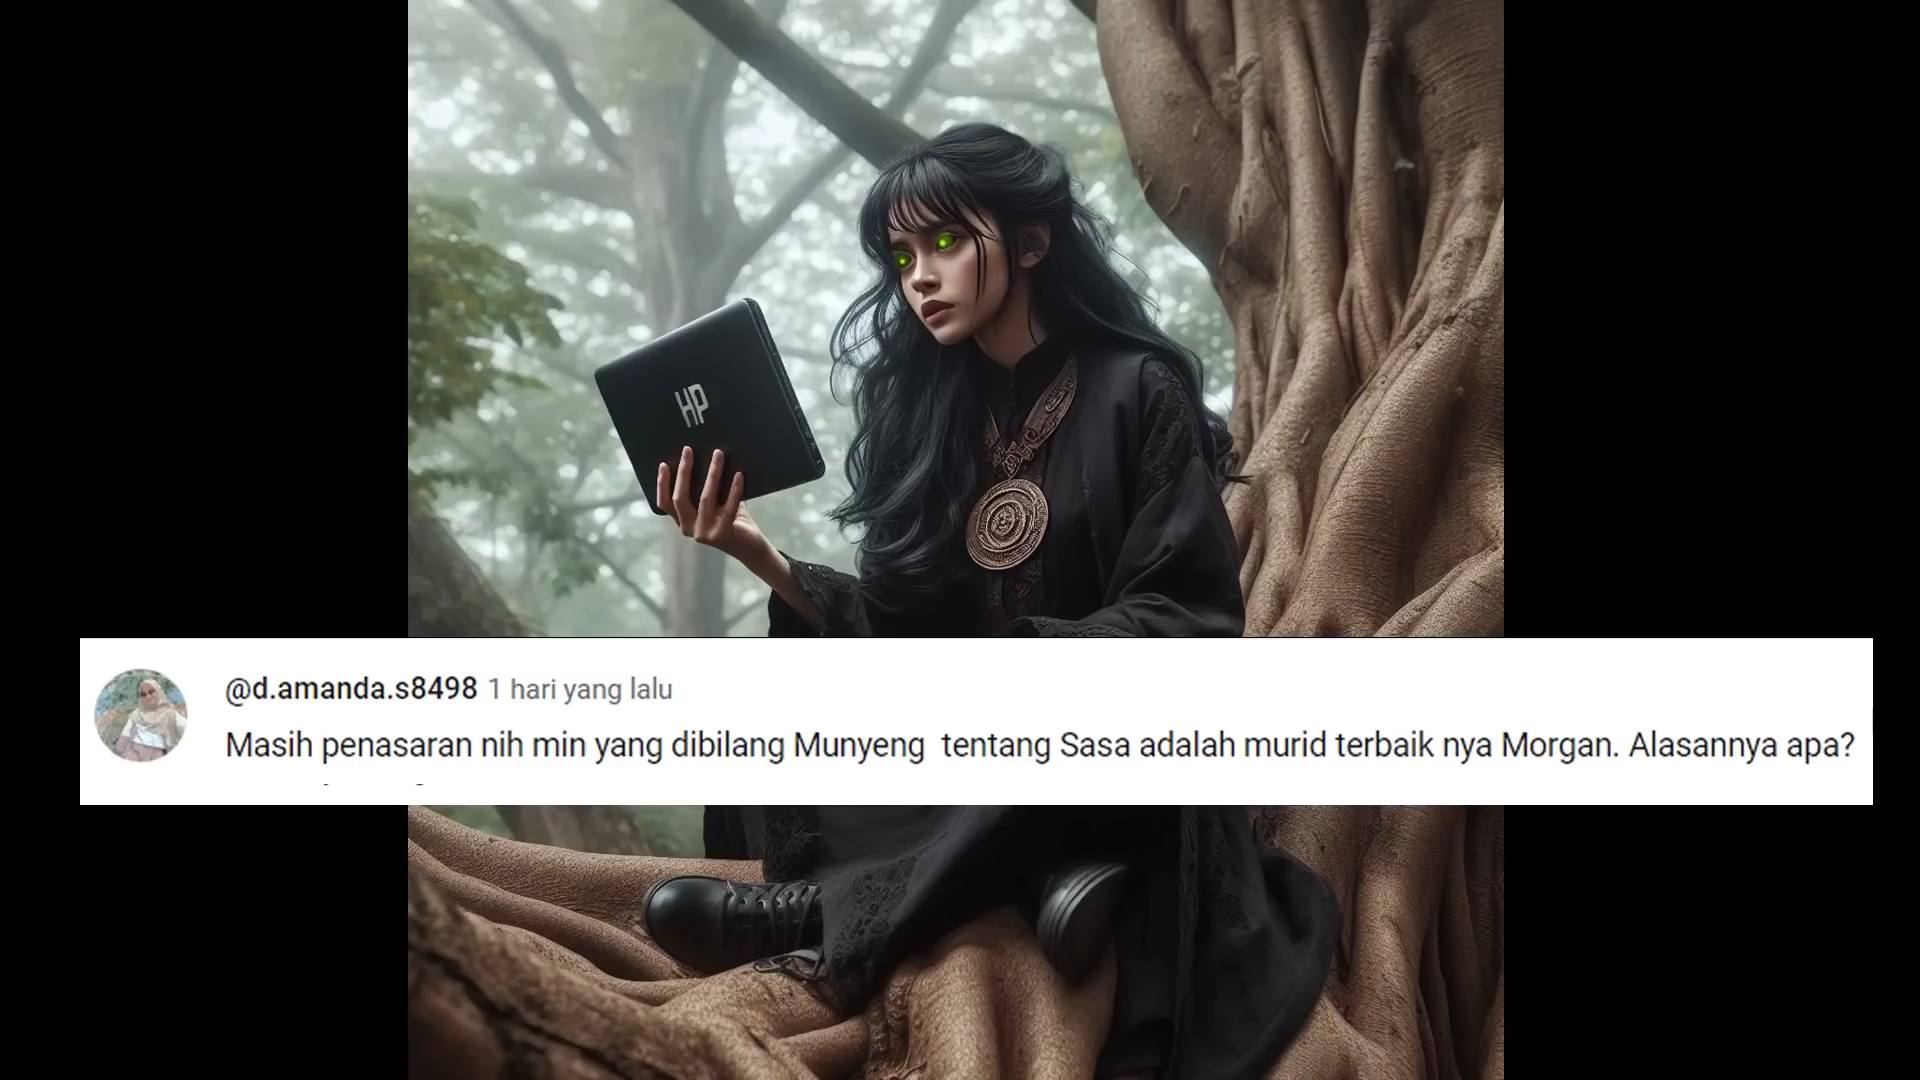 HP
@d.amanda.s8498 1 hari yang lalu
Masih penasaran nih min yang dibilang Munyeng  tentang Sasa adalah murid terbaik nya Morgan. Alasannya apa?